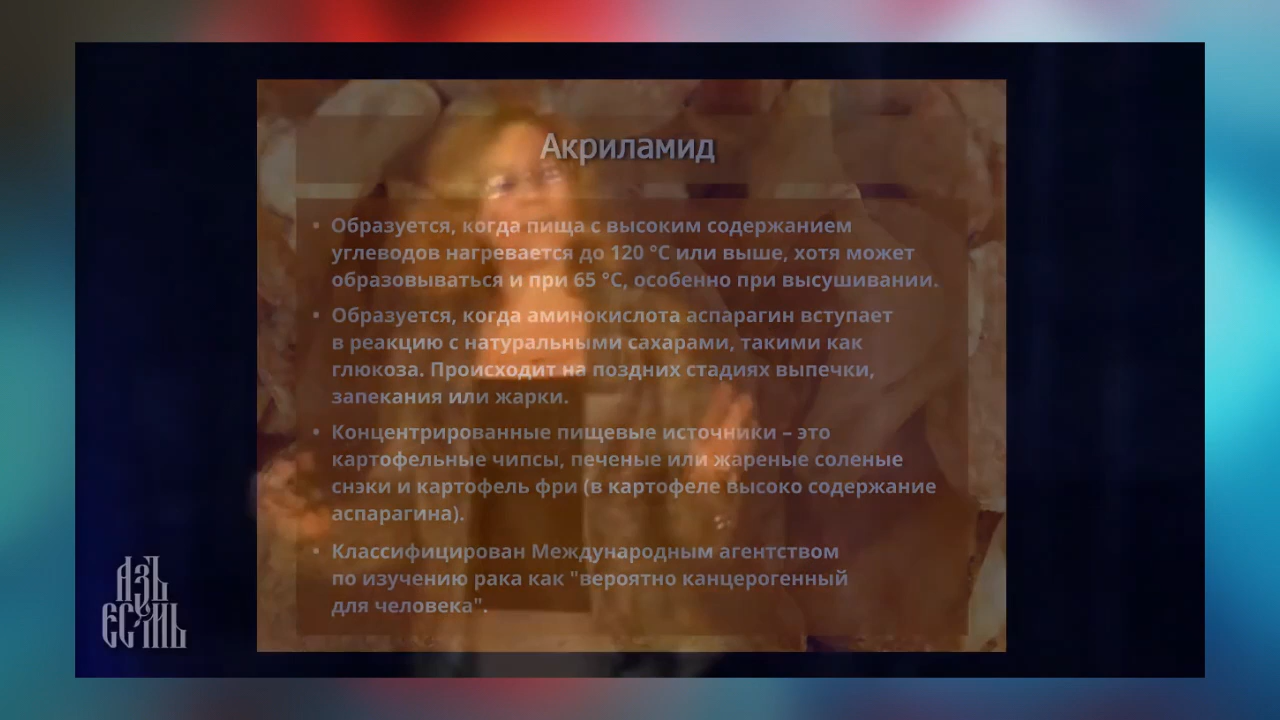 Акриламид
• Образуется, когда пища с высоким содержанием
углеводов нагревается до 120 °C или выше, хотя может
образовываться и при 65 °C, особенно при высушивании.
• Образуется, когда аминокислота аспарагин вступает
в реакцию с натуральными сахарами, такими как
глюкоза. Происходит на поздних стадиях выпечки,
запекания или жарки.
• Концентрированные пищевые источники – это
картофельные чипсы, печеные или жареные соленые
снэки и картофель фри (в картофеле высоко содержание
аспарагина).
• Классифицирован Международным агентством
по изучению рака как "вероятно канцерогенный
для человека".
АЗЪ
ЕСМЬ